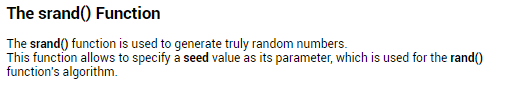 The srand() Function
The srand() function is used to generate truly random numbers.
This function allows to specify a seed value as its parameter, which is used for the rand()
function's algorithm.